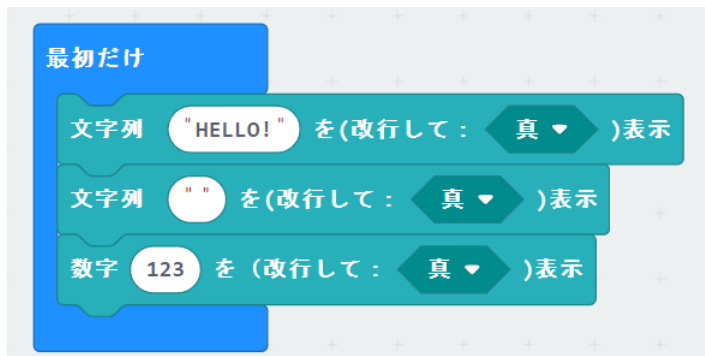 最初だけ
文字列 "HELLO!" を(改行して： 真 )表示
文字列 " " を(改行して： 真 )表示
数字 123 を（改行して： 真 )表示